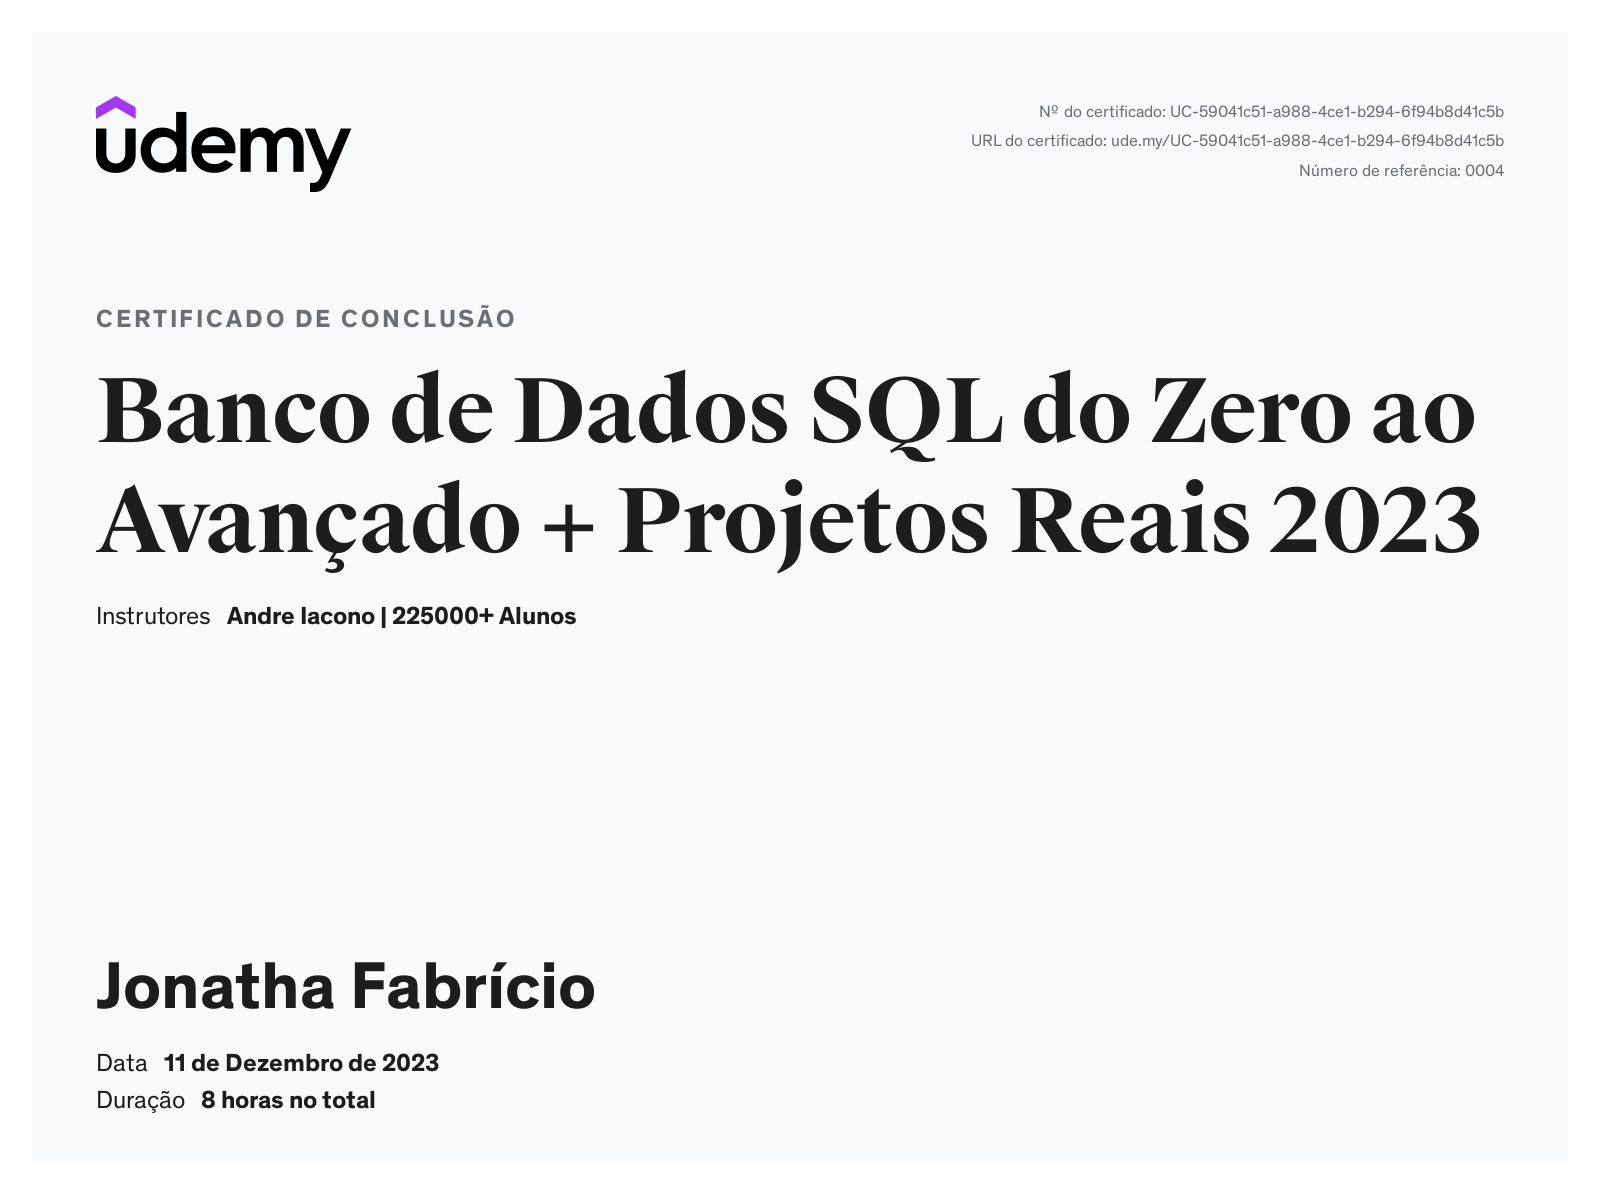 udemy
Nº do certificado: UC-59041c51-a988-4ce1-b294-6f94b8d41c5b
URL do certificado: ude.my/UC-59041c51-a988-4ce1-b294-6f94b8d41c5b
Número de referência: 0004
CERTIFICADO DE CONCLUSÃO
Banco de Dados SQL do Zero ao
Avançado + Projetos Reais 2023
Instrutores Andre Iacono | 225000+ Alunos
Jonatha Fabrício
Data 11 de Dezembro de 2023
Duração 8 horas no total